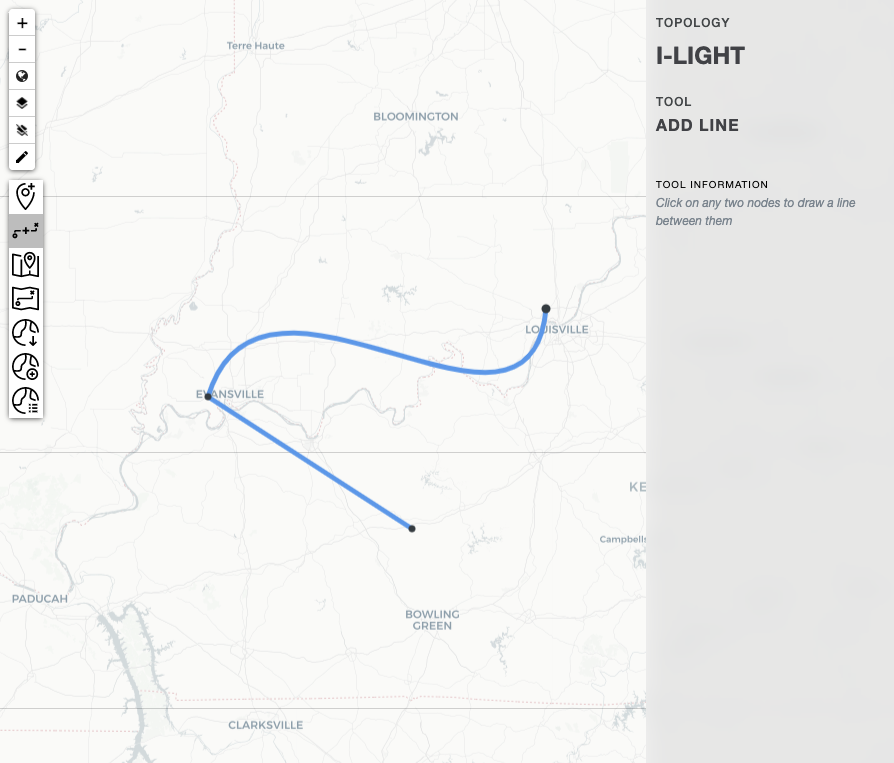 TOPOLOGY
I-LIGHT
TOOL
ADD LINE
TOOL INFORMATION
Click on any two nodes to draw a line
between them
Terre Haute
BLOOMINGTON
LOUISVILLE
EVANSVILLE
KE
Campbells
PADUCAH
BOWLING
GREEN
CLARKSVILLE